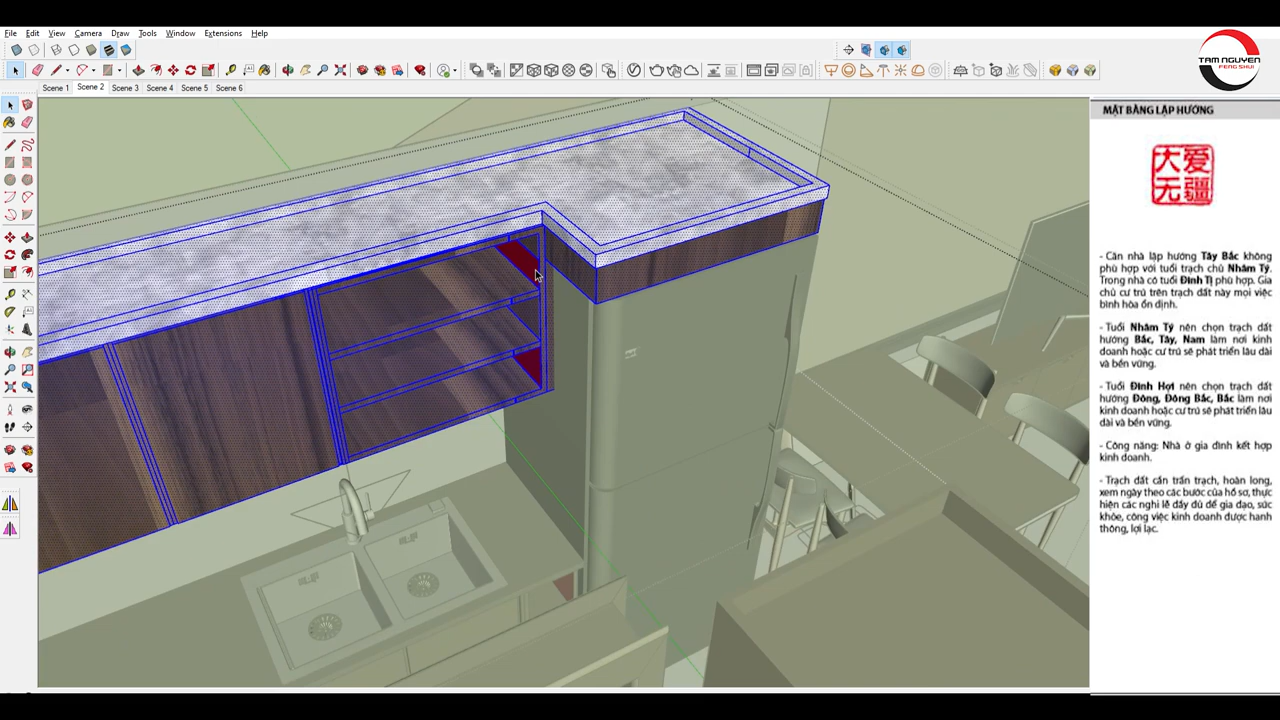 File Edit View Camera Draw Tools Window Extensions Help
Scene 1 Scene 2 Scene 3 Scene 4 Scene 5 Scene 6
TAM NGUYEN
FENG SHUI
MẶT BẰNG LẬP HƯỚNG
大爱
无疆
- Căn nhà lập hướng Tây Bắc không
phù hợp với tuổi trạch chủ Nhâm Tý.
Trong nhà có tuổi Đinh Tị phù hợp. Gia
chủ cư trú trên trạch đất này mọi việc
bình hòa ổn định.
- Tuổi Nhâm Tý nên chọn trạch đất
hướng Bắc, Tây, Nam làm nơi kinh
doanh hoặc cư trú sẽ phát triển lâu dài
và bền vững.
- Tuổi Đinh Hợi nên chọn trạch đất
hướng Đông, Đông Bắc, Bắc làm nơi
kinh doanh hoặc cư trú sẽ phát triển lâu
dài và bền vững.
- Công năng: Nhà ở gia đình kết hợp
kinh doanh.
- Trạch đất cần trấn trạch, hoàn long,
xem ngày theo các bước của hồ sơ, thực
hiện các nghi lễ đầy đủ để gia đạo, sức
khỏe, công việc kinh doanh được hanh
thông, lợi lạc.